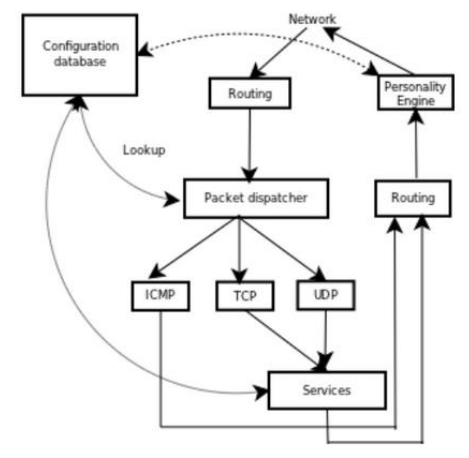 Network
Configuration
database
Routing
Personality
Engine
Lookup
Packet dispatcher
Routing
ICMP
TCP
UDP
Services